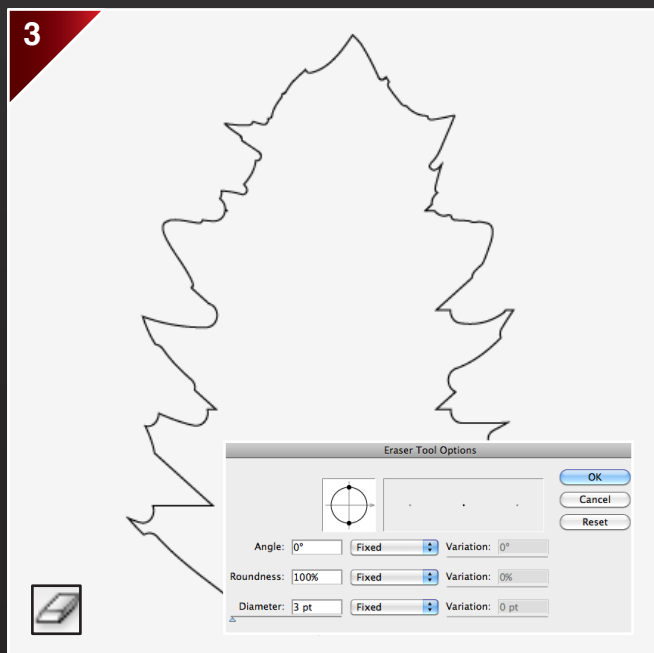 3
Eraser Tool Options
OK
Cancel
Reset
Angle: 0° Fixed Variation: 0°
Roundness: 100% Fixed Variation: 0%
Diameter: 3 pt Fixed Variation: 0 pt